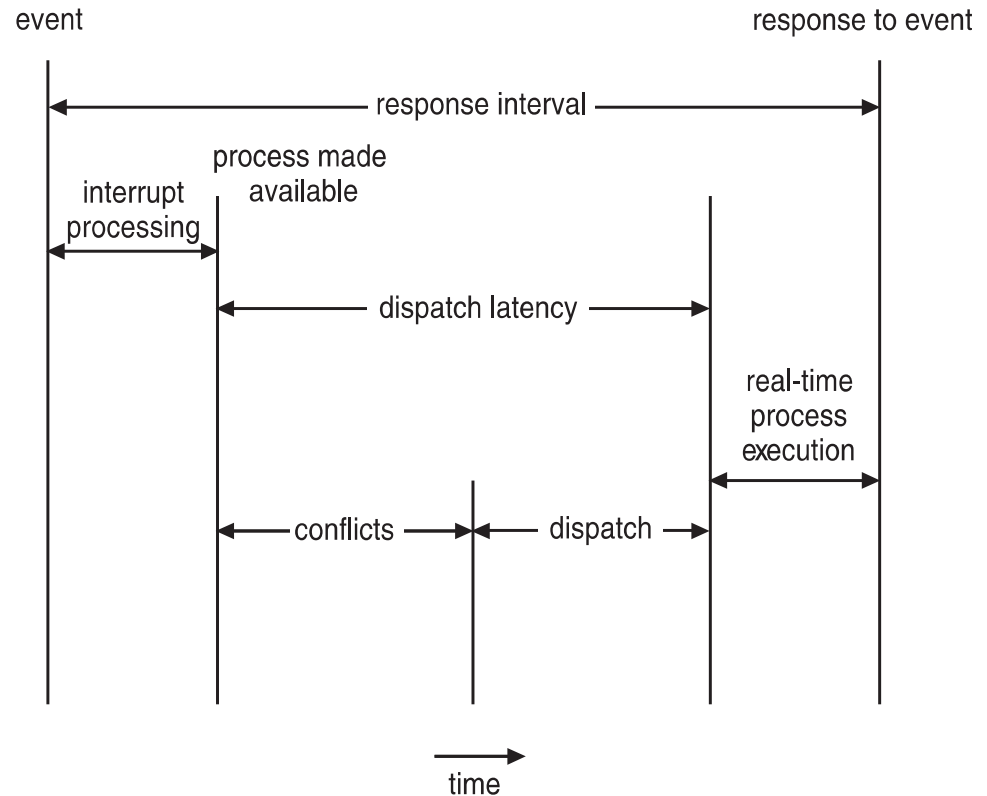 event
response to event
response interval
process made
available
interrupt
processing
dispatch latency
real-time
process
execution
conflicts
dispatch
time